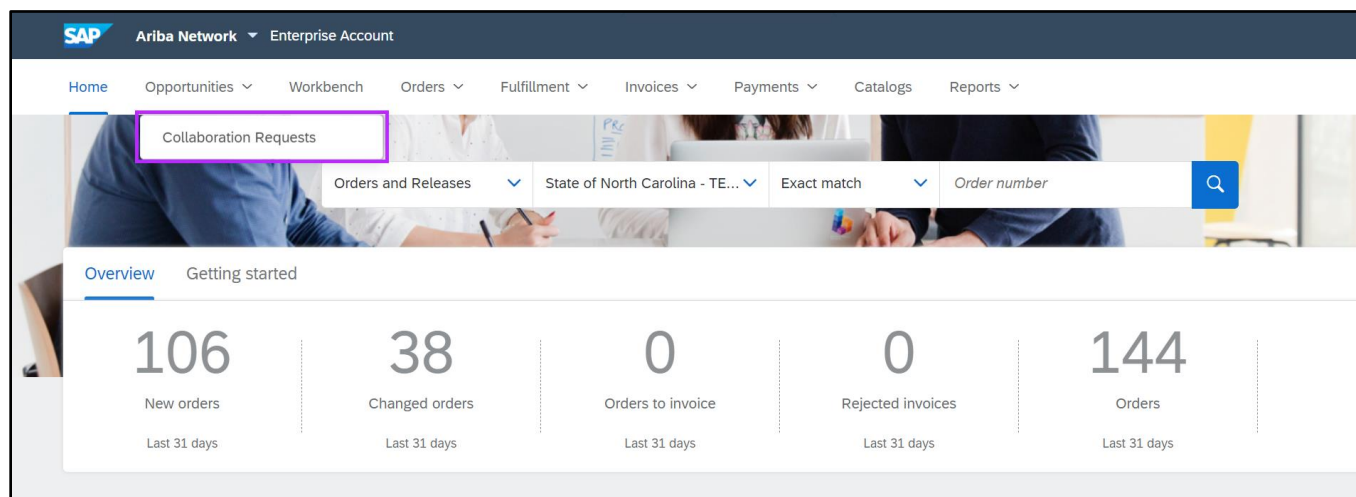 SAP Ariba Network Enterprise Account
Home Opportunities Workbench Orders Fulfillment Invoices Payments Catalogs Reports
Collaboration Requests
Orders and Releases State of North Carolina - TE... Exact match Order number
Overview Getting started
106 38 0 0 144
New orders Changed orders Orders to invoice Rejected invoices Orders
Last 31 days Last 31 days Last 31 days Last 31 days Last 31 days